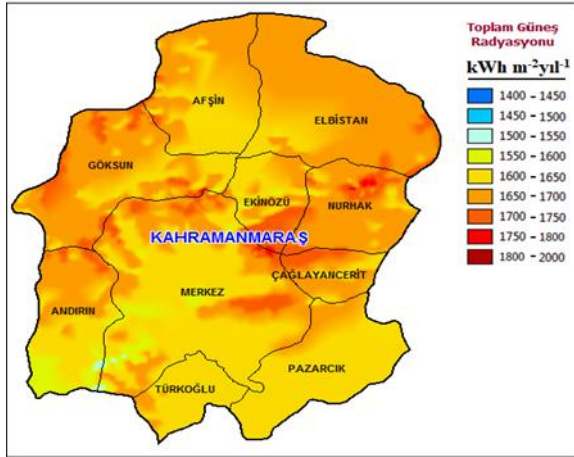 Toplam Güneş
Radyasyonu
kWh m⁻²yıl⁻¹
1400 - 1450
1450 - 1500
1500 - 1550
1550 - 1600
1600 - 1650
1650 - 1700
1700 - 1750
1750 - 1800
1800 - 2000
AFŞİN
ELBİSTAN
GÖKSUN
EKİNÖZÜ
NURHAK
KAHRAMANMARAŞ
ÇAĞLAYANCERİT
MERKEZ
ANDIRIN
PAZARCIK
TÜRKOĞLU